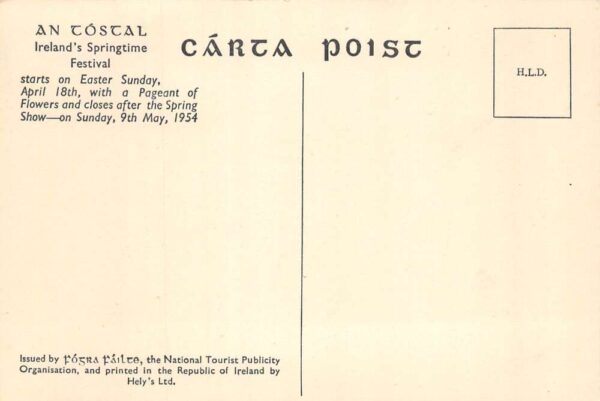 AN TÓSTAL
Ireland's Springtime
Festival
starts on Easter Sunday,
April 18th, with a Pageant of
Flowers and closes after the Spring
Show—on Sunday, 9th May, 1954
CÁRTA POIST
H.L.D.
Issued by FÓGRA FÁILTE, the National Tourist Publicity
Organisation, and printed in the Republic of Ireland by
Hely's Ltd.